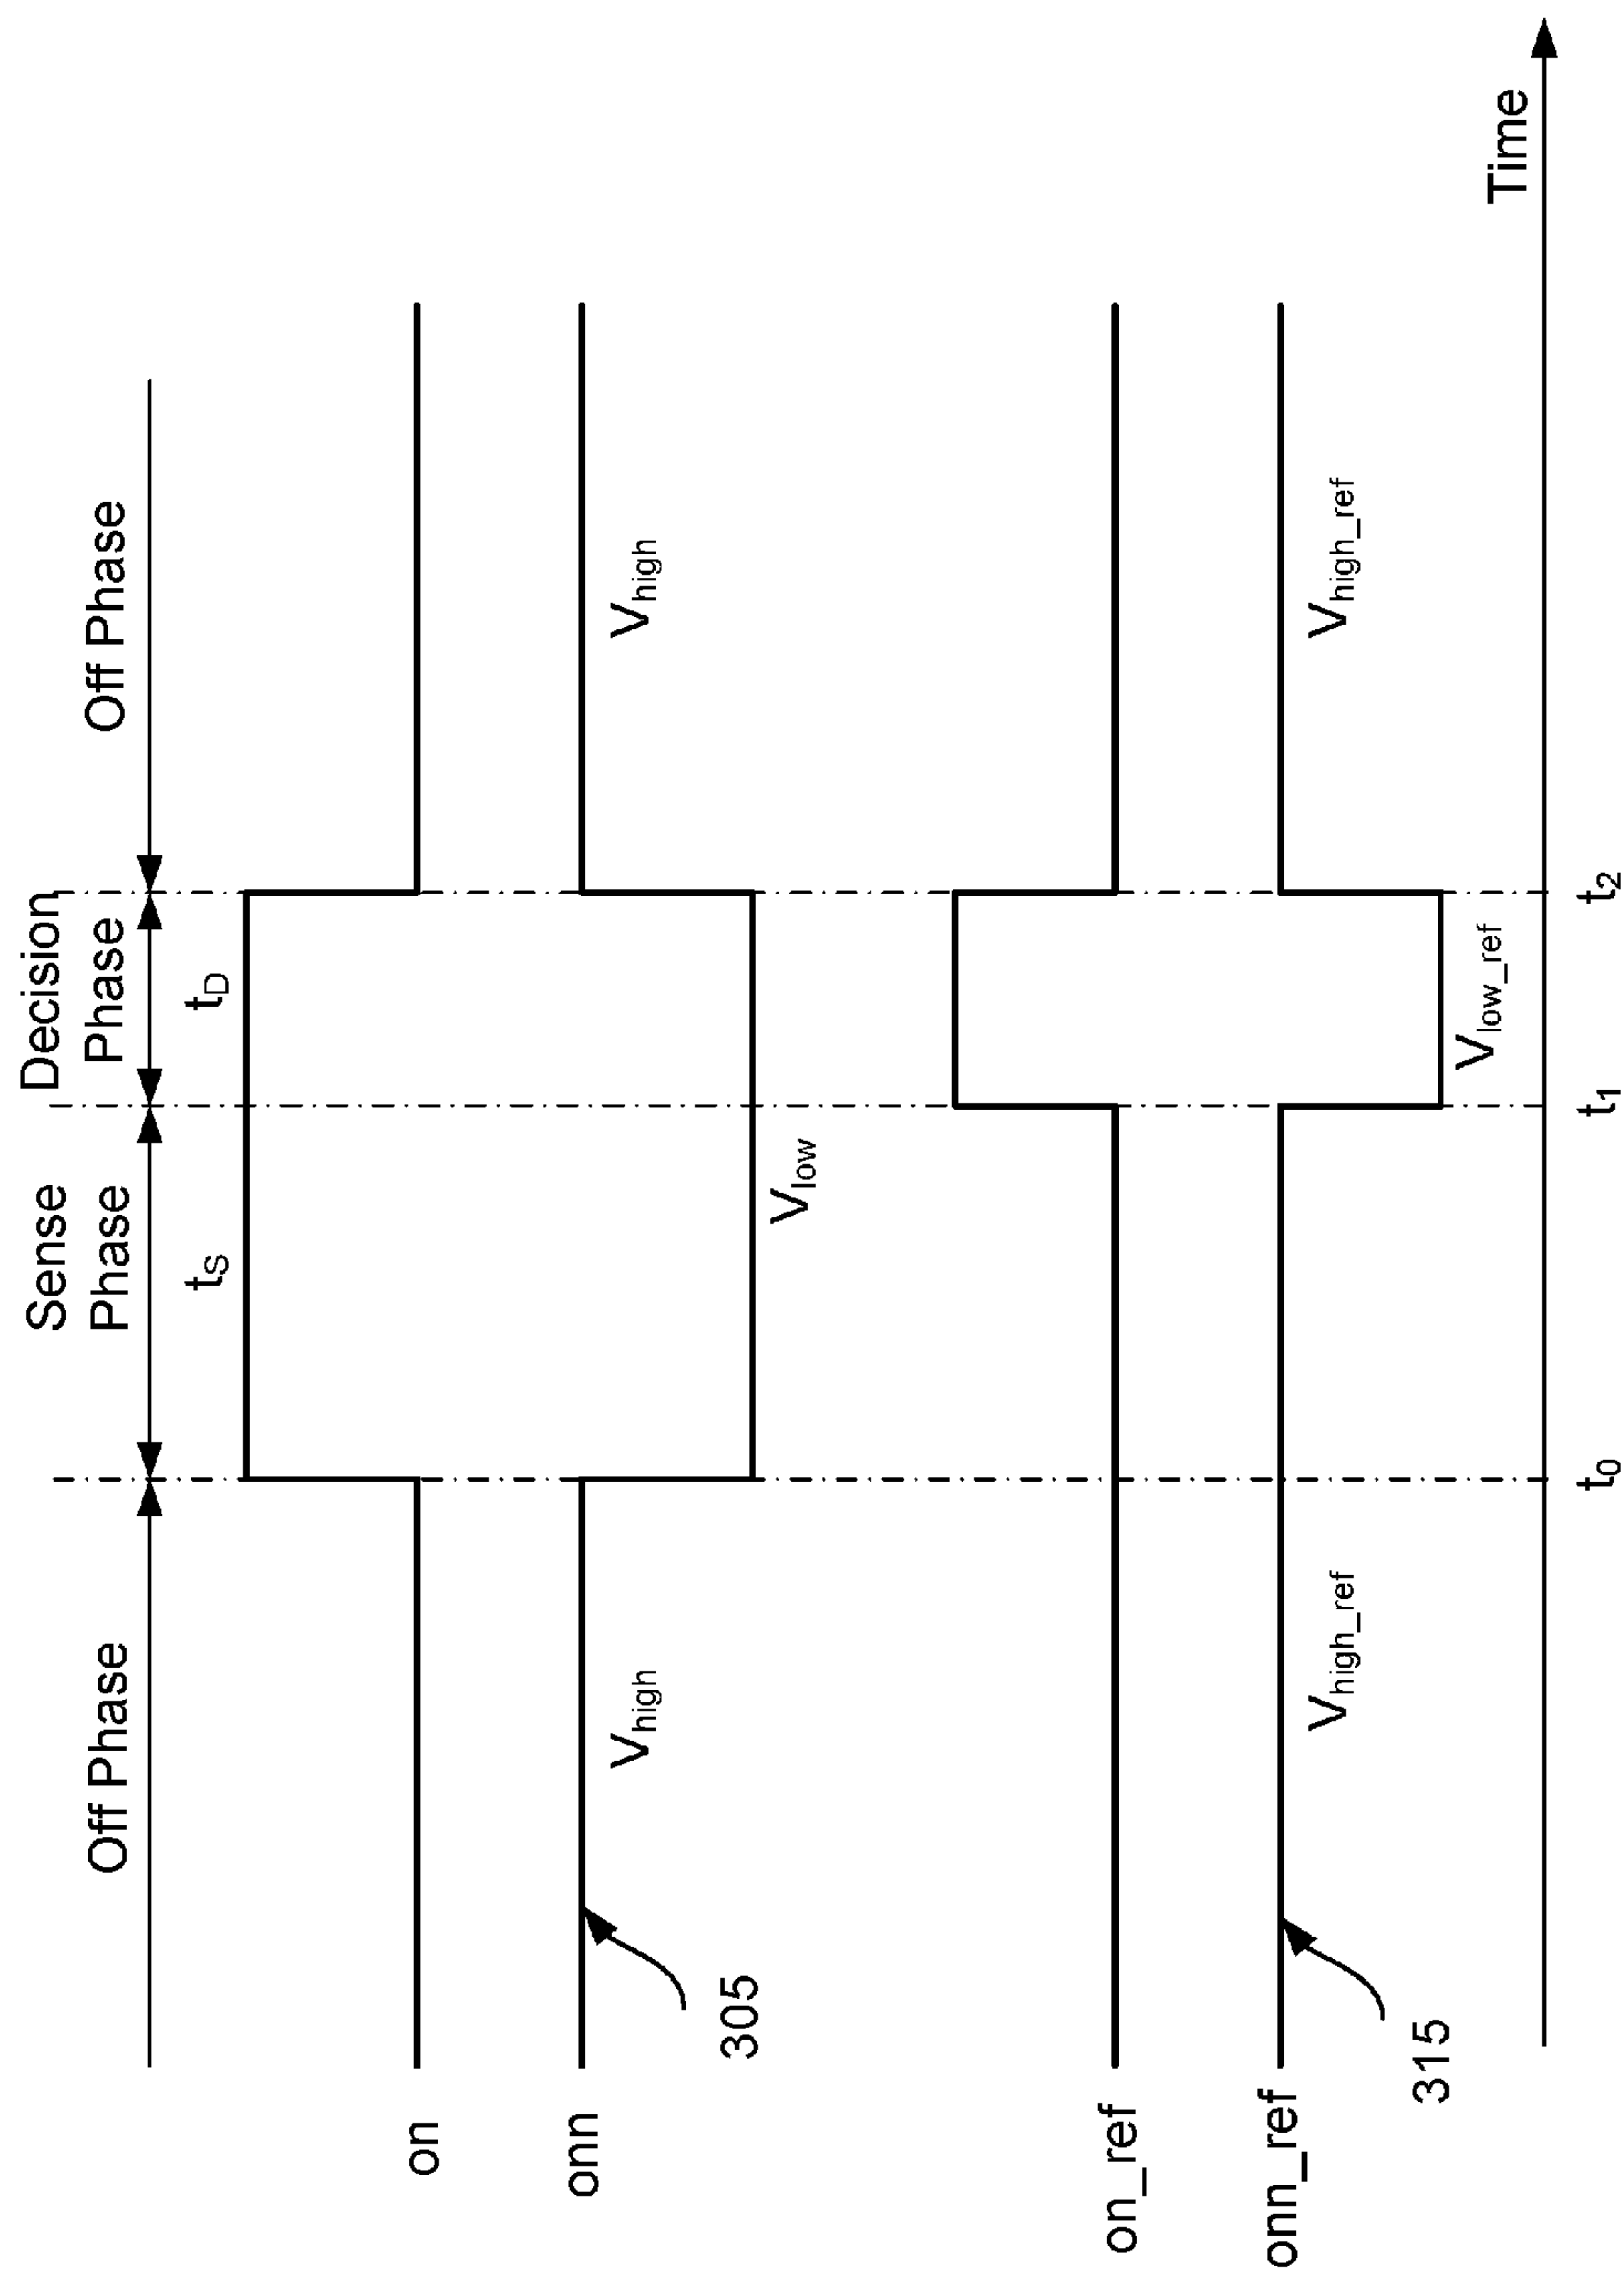 Off Phase
Sense
Phase
Decision
Phase
Off Phase
tS
tD
on
onn
Vhigh
Vlow
Vhigh
305
on_ref
onn_ref
Vhigh_ref
Vlow_ref
Vhigh_ref
315
Time
t0
t1
t2